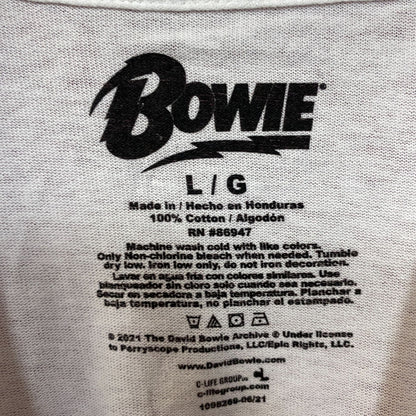 BOWIE
L / G
Made in / Hecho en Honduras
100% Cotton / Algodón
RN #86947
Machine wash cold with like colors.
Only Non-chlorine bleach when needed. Tumble
dry low. Iron low only, do not iron decoration.
Lavar en agua fría con colores similares. Use
blanqueador sin cloro solo cuando sea necesario.
Secar en secadora a baja temperatura. Planchar a
baja temperatura, no planchar el estampado.
© 2021 The David Bowie Archive ® Under license
to Perryscope Productions, LLC/Epic Rights, LLC.
www.DavidBowie.com
C-LIFE GROUP
c-lifegroup.com
1098269-06/21